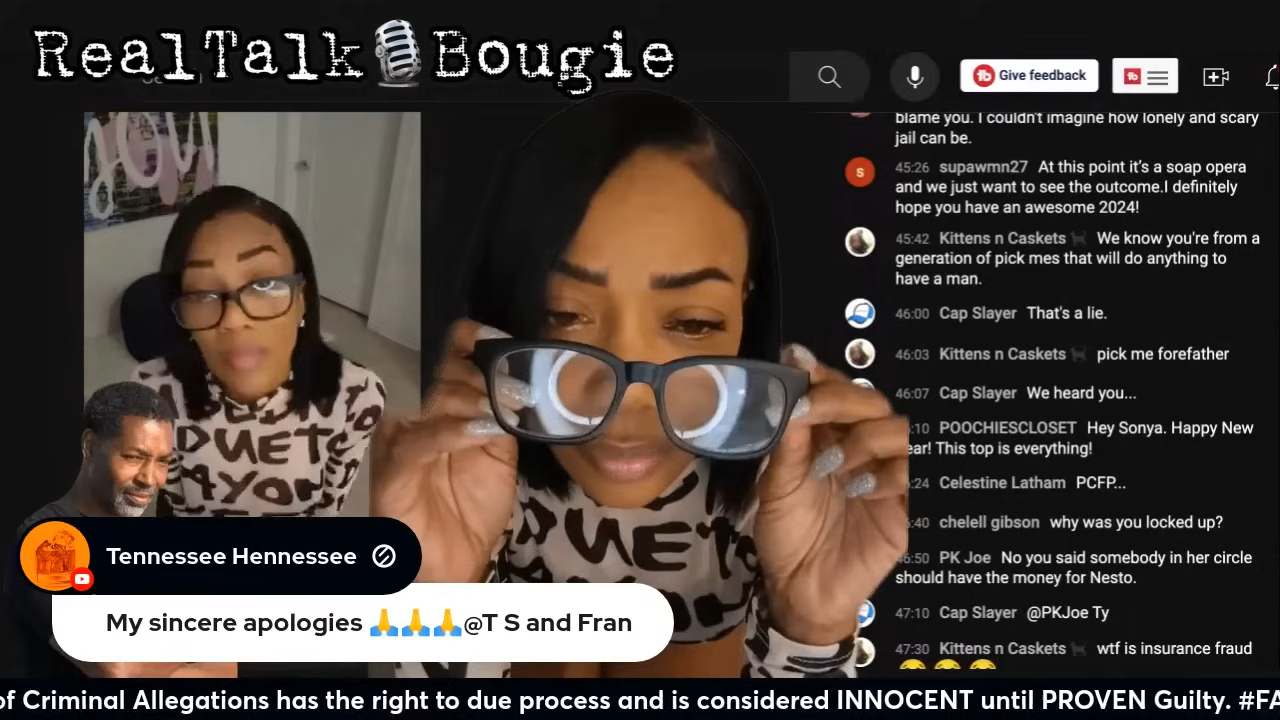 RealTalk Bougie
Give feedback
blame you. I couldn't imagine how lonely and scary
jail can be.
45:26 supawmn27 At this point it's a soap opera
and we just want to see the outcome.I definitely
hope you have an awesome 2024!
45:42 Kittens n Caskets We know you're from a
generation of pick mes that will do anything to
have a man.
46:00 Cap Slayer That's a lie.
46:03 Kittens n Caskets pick me forefather
46:07 Cap Slayer We heard you...
:10 POOCHIESCLOSET Hey Sonya. Happy New
ear! This top is everything!
:24 Celestine Latham PCFP...
:40 chelell gibson why was you locked up?
:50 PK Joe No you said somebody in her circle
should have the money for Nesto.
47:10 Cap Slayer @PKJoe Ty
47:30 Kittens n Caskets wtf is insurance fraud
😂😂😂
Tennessee Hennessee
My sincere apologies 🙏🙏🙏@T S and Fran
of Criminal Allegations has the right to due process and is considered INNOCENT until PROVEN Guilty. #FA